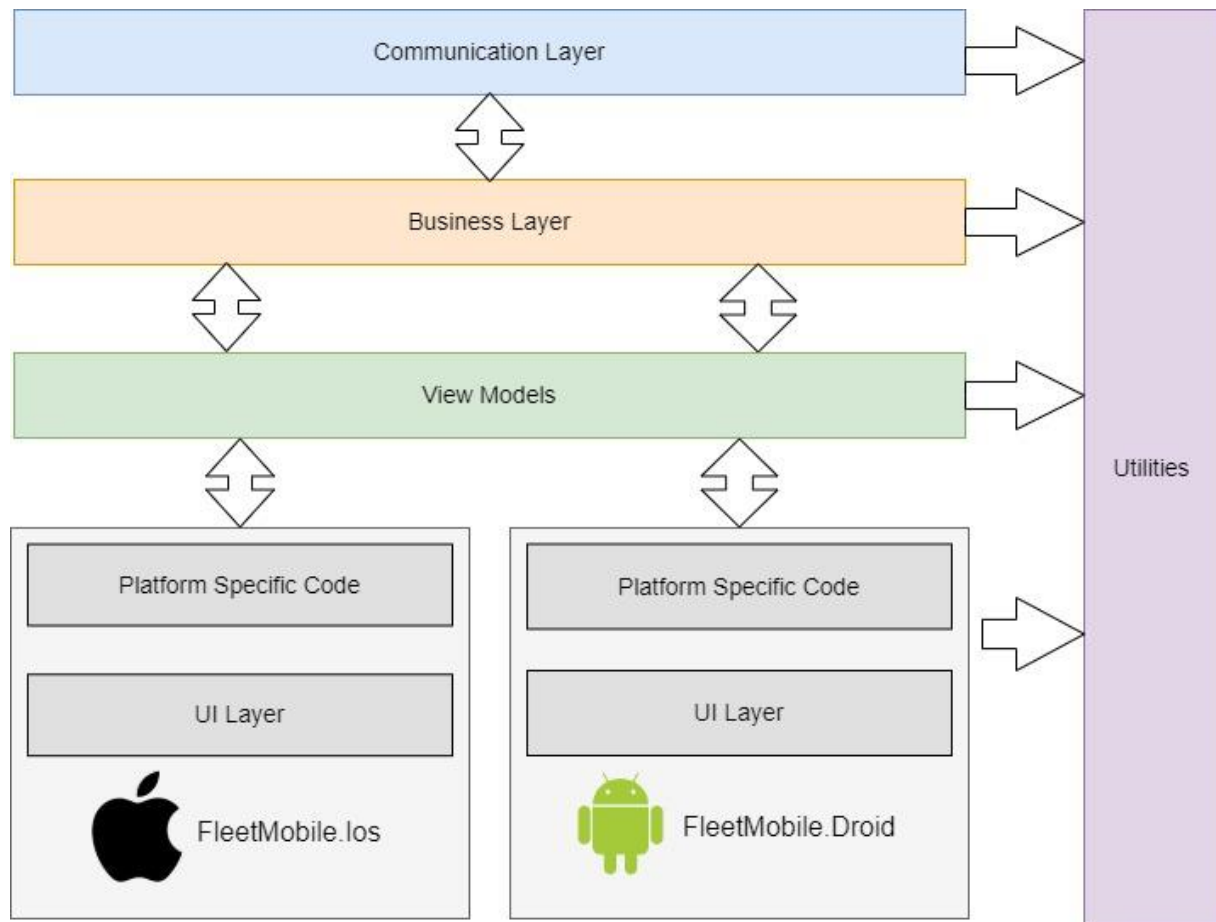 Communication Layer
Business Layer
View Models
Utilities
Platform Specific Code
UI Layer
FleetMobile.Ios
Platform Specific Code
UI Layer
FleetMobile.Droid